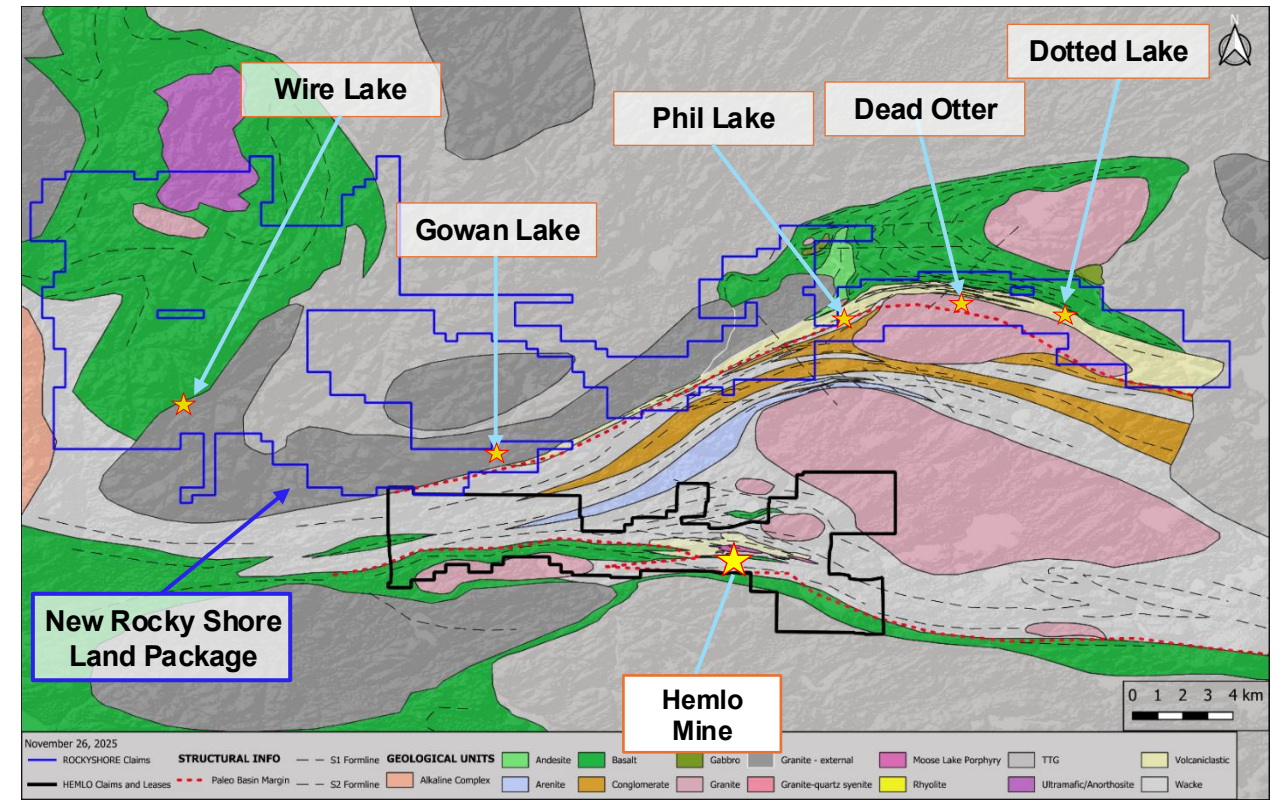 N
Dotted Lake
Wire Lake
Dead Otter
Phil Lake
Gowan Lake
New Rocky Shore
Land Package
Hemlo
Mine
0 1 2 3 4 km
November 26, 2025
ROCKYSHORE Claims
HEMLO Claims and Leases
STRUCTURAL INFO
Paleo Basin Margin
S1 Formline
S2 Formline
GEOLOGICAL UNITS
Alkaline Complex
Andesite
Arenite
Basalt
Conglomerate
Gabbro
Granite
Granite - external
Granite-quartz syenite
Moose Lake Porphyry
Rhyolite
TTG
Ultramafic/Anorthosite
Volcaniclastic
Wacke